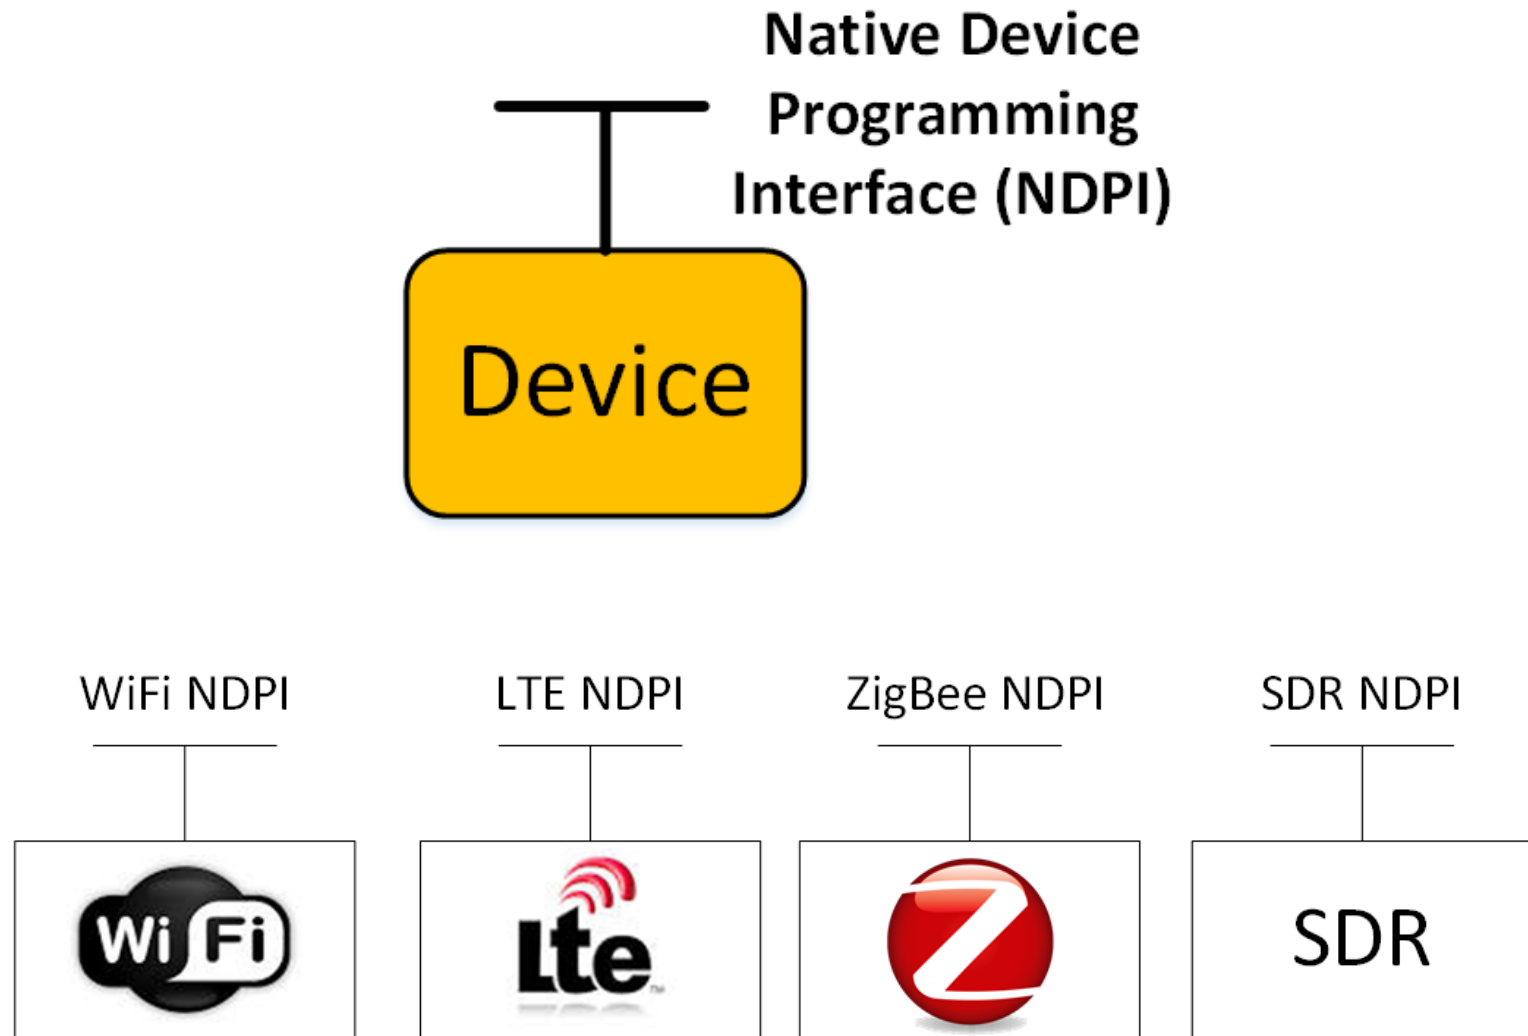 Native Device
Programming
Interface (NDPI)
Device
WiFi NDPI
LTE NDPI
ZigBee NDPI
SDR NDPI
Wi Fi
Lte
SDR